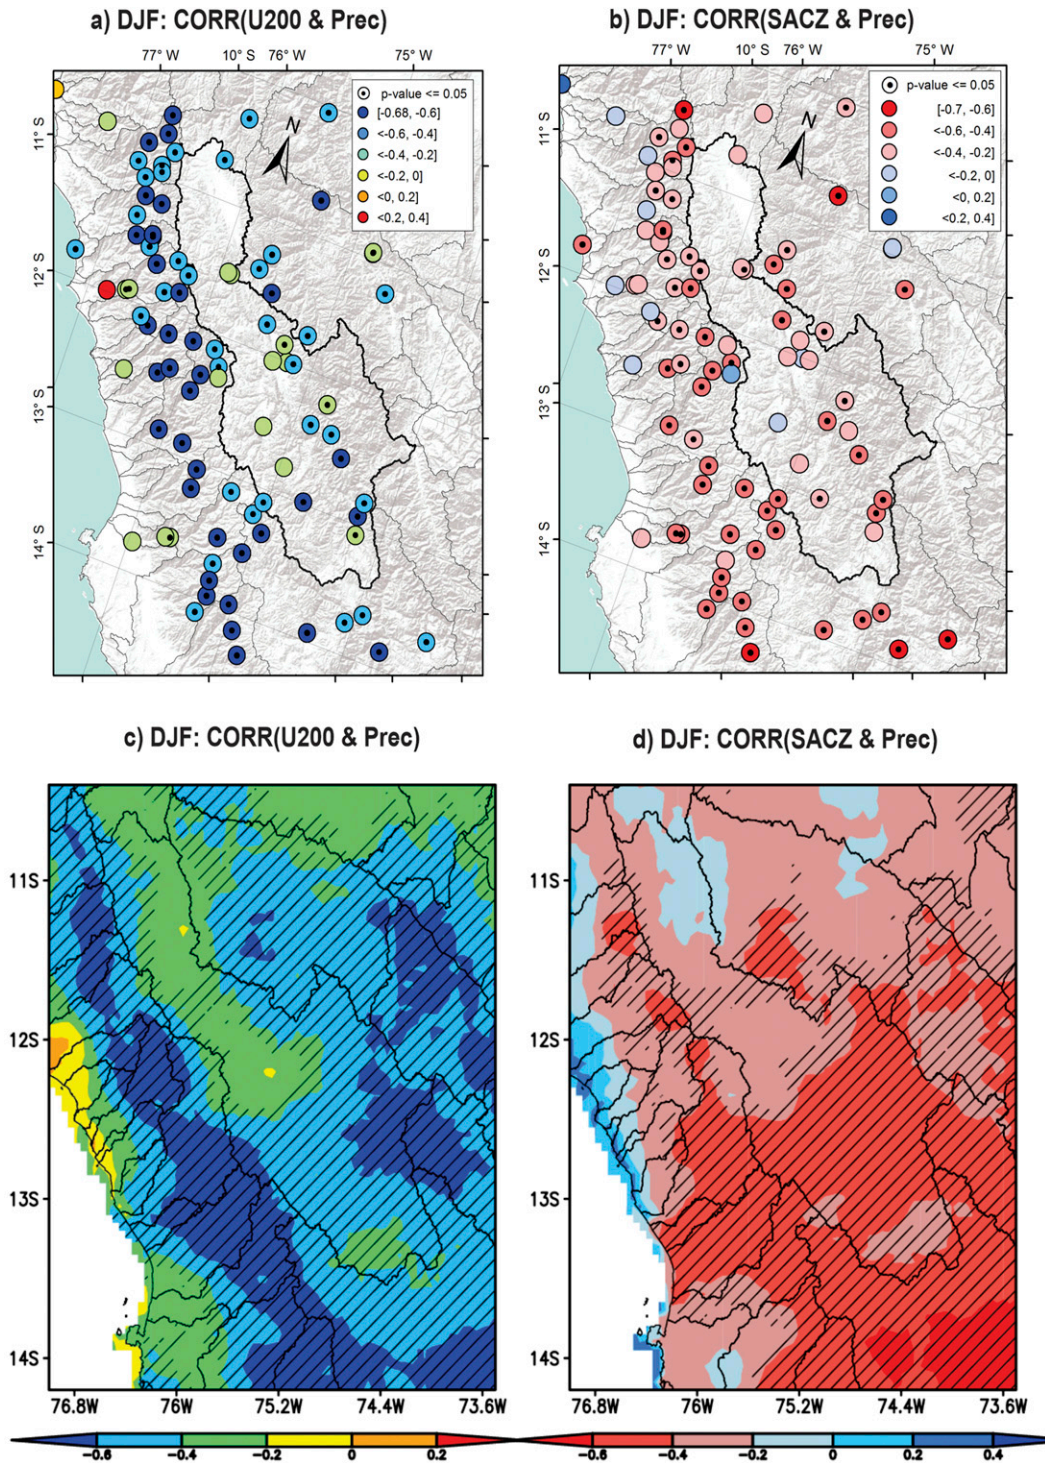 a) DJF: CORR(U200 & Prec)
b) DJF: CORR(SACZ & Prec)
77° W 10° S 76° W 75° W
77° W 10° S 76° W 75° W
p-value <= 0.05
[-0.68, -0.6]
<-0.6, -0.4]
<-0.4, -0.2]
<-0.2, 0]
<0, 0.2]
<0.2, 0.4]
N
11° S
12° S
13° S
14° S
p-value <= 0.05
[-0.7, -0.6]
<-0.6, -0.4]
<-0.4, -0.2]
<-0.2, 0]
<0, 0.2]
<0.2, 0.4]
N
11° S
12° S
13° S
14° S
c) DJF: CORR(U200 & Prec)
d) DJF: CORR(SACZ & Prec)
11S
12S
13S
14S
76.8W 76W 75.2W 74.4W 73.6W
11S
12S
13S
14S
76.8W 76W 75.2W 74.4W 73.6W
-0.6 -0.4 -0.2 0 0.2
-0.6 -0.4 -0.2 0 0.2 0.4